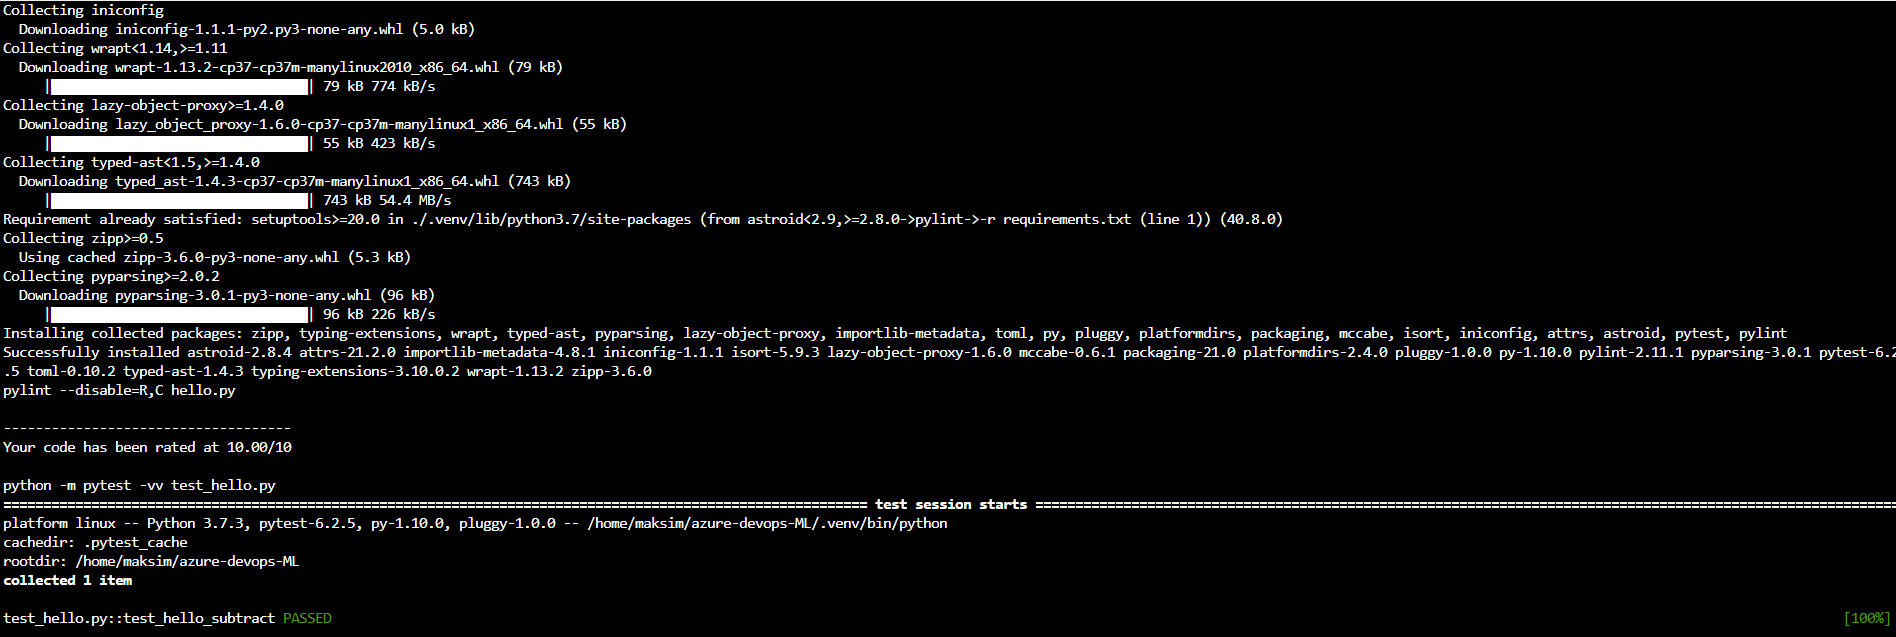 Collecting iniconfig
  Downloading iniconfig-1.1.1-py2.py3-none-any.whl (5.0 kB)
Collecting wrapt<1.14,>=1.11
  Downloading wrapt-1.13.2-cp37-cp37m-manylinux2010_x86_64.whl (79 kB)
     |████████████████████████████████| 79 kB 774 kB/s
Collecting lazy-object-proxy>=1.4.0
  Downloading lazy_object_proxy-1.6.0-cp37-cp37m-manylinux1_x86_64.whl (55 kB)
     |████████████████████████████████| 55 kB 423 kB/s
Collecting typed-ast<1.5,>=1.4.0
  Downloading typed_ast-1.4.3-cp37-cp37m-manylinux1_x86_64.whl (743 kB)
     |████████████████████████████████| 743 kB 54.4 MB/s
Requirement already satisfied: setuptools>=20.0 in ./.venv/lib/python3.7/site-packages (from astroid<2.9,>=2.8.0->pylint->-r requirements.txt (line 1)) (40.8.0)
Collecting zipp>=0.5
  Using cached zipp-3.6.0-py3-none-any.whl (5.3 kB)
Collecting pyparsing>=2.0.2
  Downloading pyparsing-3.0.1-py3-none-any.whl (96 kB)
     |████████████████████████████████| 96 kB 226 kB/s
Installing collected packages: zipp, typing-extensions, wrapt, typed-ast, pyparsing, lazy-object-proxy, importlib-metadata, toml, py, pluggy, platformdirs, packaging, mccabe, isort, iniconfig, attrs, astroid, pytest, pylint
Successfully installed astroid-2.8.4 attrs-21.2.0 importlib-metadata-4.8.1 iniconfig-1.1.1 isort-5.9.3 lazy-object-proxy-1.6.0 mccabe-0.6.1 packaging-21.0 platformdirs-2.4.0 pluggy-1.0.0 py-1.10.0 pylint-2.11.1 pyparsing-3.0.1 pytest-6.2
.5 toml-0.10.2 typed-ast-1.4.3 typing-extensions-3.10.0.2 wrapt-1.13.2 zipp-3.6.0
pylint --disable=R,C hello.py

------------------------------------
Your code has been rated at 10.00/10

python -m pytest -vv test_hello.py
============================================================================================================ test session starts ============================================================================================================
platform linux -- Python 3.7.3, pytest-6.2.5, py-1.10.0, pluggy-1.0.0 -- /home/maksim/azure-devops-ML/.venv/bin/python
cachedir: .pytest_cache
rootdir: /home/maksim/azure-devops-ML
collected 1 item

test_hello.py::test_hello_subtract PASSED [100%]